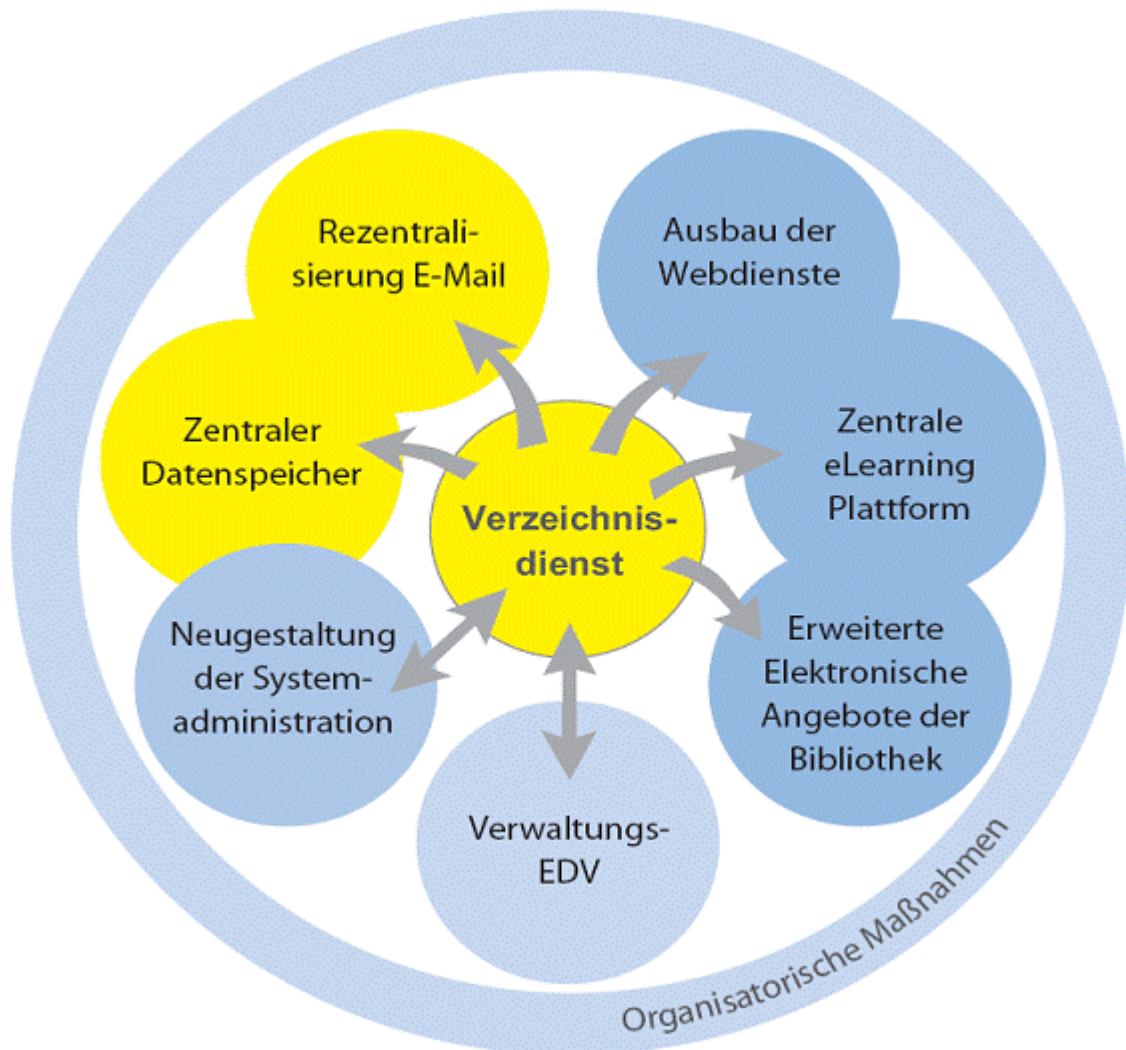 Rezentrali-
sierung E-Mail
Ausbau der
Webdienste
Zentraler
Datenspeicher
Zentrale
eLearning
Plattform
Verzeichnis-
dienst
Neugestaltung
der System-
administration
Erweiterte
Elektronische
Angebote der
Bibliothek
Verwaltungs-
EDV
Organisatorische Maßnahmen